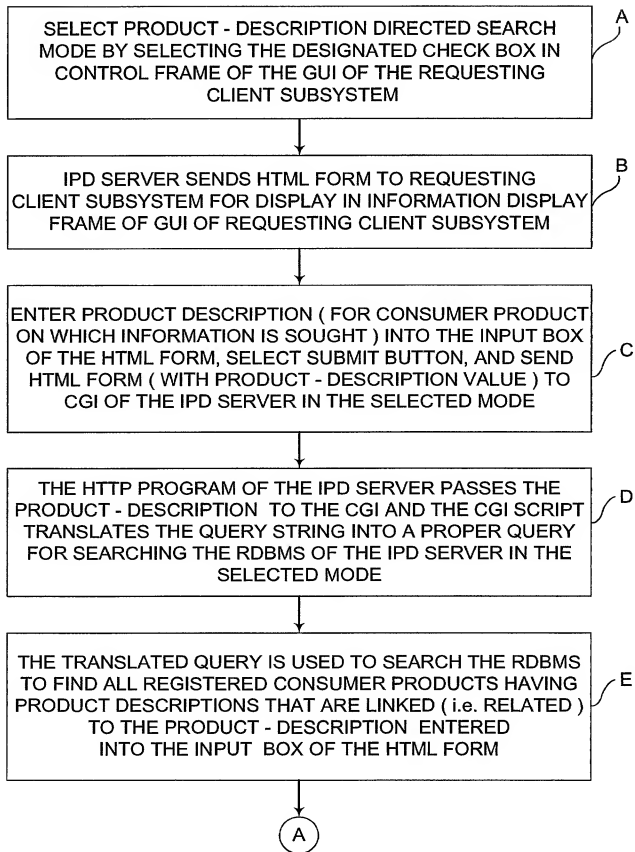 SELECT PRODUCT - DESCRIPTION DIRECTED SEARCH
MODE BY SELECTING THE DESIGNATED CHECK BOX IN
CONTROL FRAME OF THE GUI OF THE REQUESTING
CLIENT SUBSYSTEM
A
IPD SERVER SENDS HTML FORM TO REQUESTING
CLIENT SUBSYSTEM FOR DISPLAY IN INFORMATION DISPLAY
FRAME OF GUI OF REQUESTING CLIENT SUBSYSTEM
B
ENTER PRODUCT DESCRIPTION ( FOR CONSUMER PRODUCT
ON WHICH INFORMATION IS SOUGHT ) INTO THE INPUT BOX
OF THE HTML FORM, SELECT SUBMIT BUTTON, AND SEND
HTML FORM ( WITH PRODUCT - DESCRIPTION VALUE ) TO
CGI OF THE IPD SERVER IN THE SELECTED MODE
C
THE HTTP PROGRAM OF THE IPD SERVER PASSES THE
PRODUCT - DESCRIPTION TO THE CGI AND THE CGI SCRIPT
TRANSLATES THE QUERY STRING INTO A PROPER QUERY
FOR SEARCHING THE RDBMS OF THE IPD SERVER IN THE
SELECTED MODE
D
THE TRANSLATED QUERY IS USED TO SEARCH THE RDBMS
TO FIND ALL REGISTERED CONSUMER PRODUCTS HAVING
PRODUCT DESCRIPTIONS THAT ARE LINKED ( i.e. RELATED )
TO THE PRODUCT - DESCRIPTION ENTERED
INTO THE INPUT BOX OF THE HTML FORM
E
A